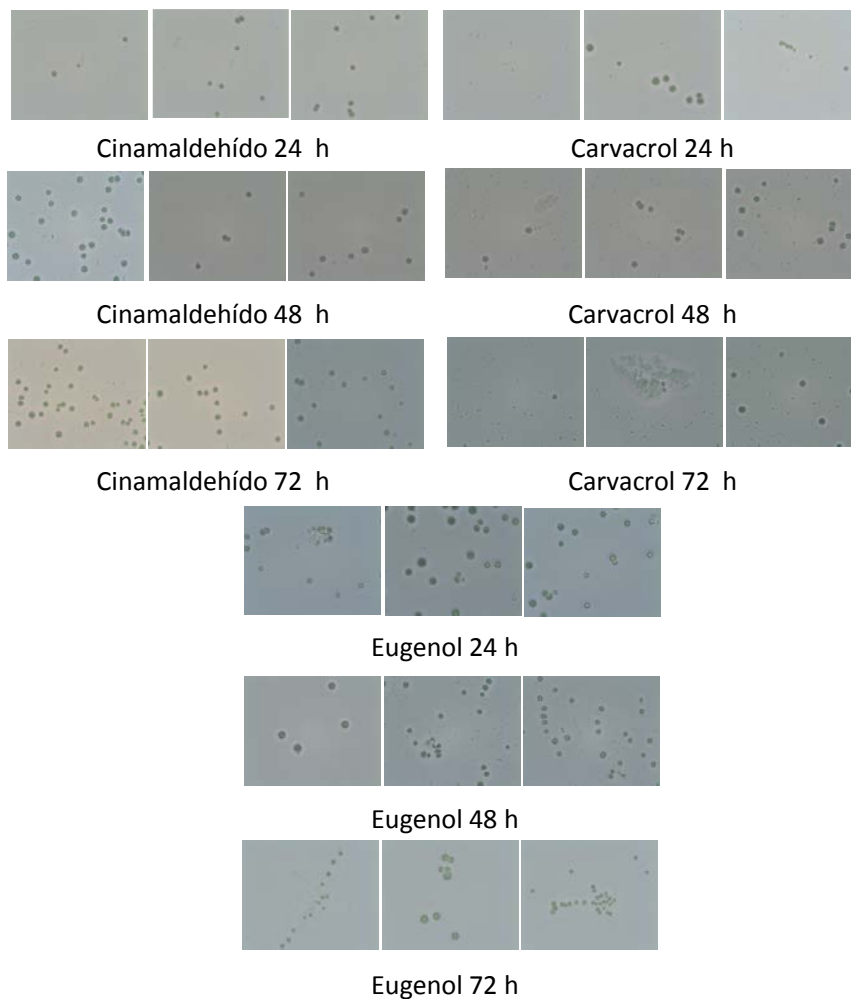 Cinamaldehído 24 h
Carvacrol 24 h
Cinamaldehído 48 h
Carvacrol 48 h
Cinamaldehído 72 h
Carvacrol 72 h
Eugenol 24 h
Eugenol 48 h
Eugenol 72 h